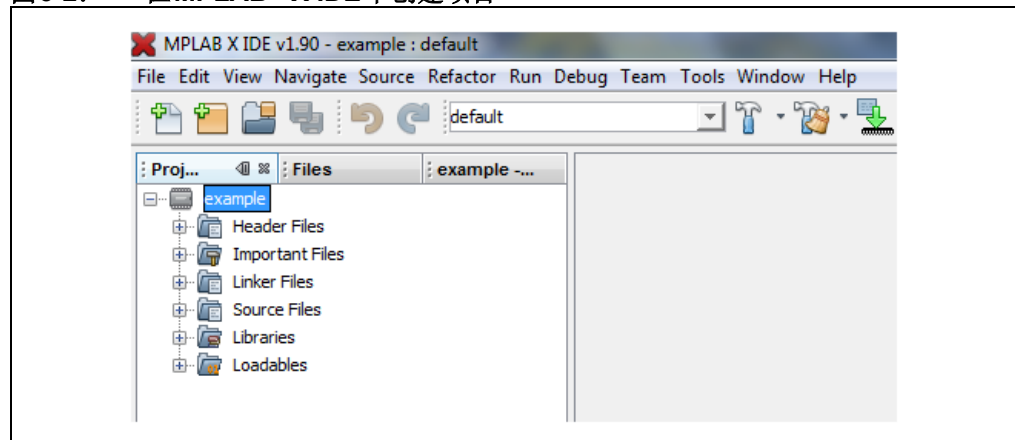 MPLAB X IDE v1.90 - example : default
File Edit View Navigate Source Refactor Run Debug Team Tools Window Help
default
Proj... Files example -...
example
Header Files
Important Files
Linker Files
Source Files
Libraries
Loadables